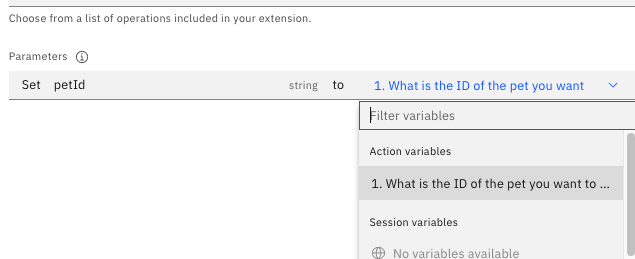 Choose from a list of operations included in your extension.
Parameters
Set petId string to 1. What is the ID of the pet you want
Filter variables
Action variables
1. What is the ID of the pet you want to ...
Session variables
No variables available